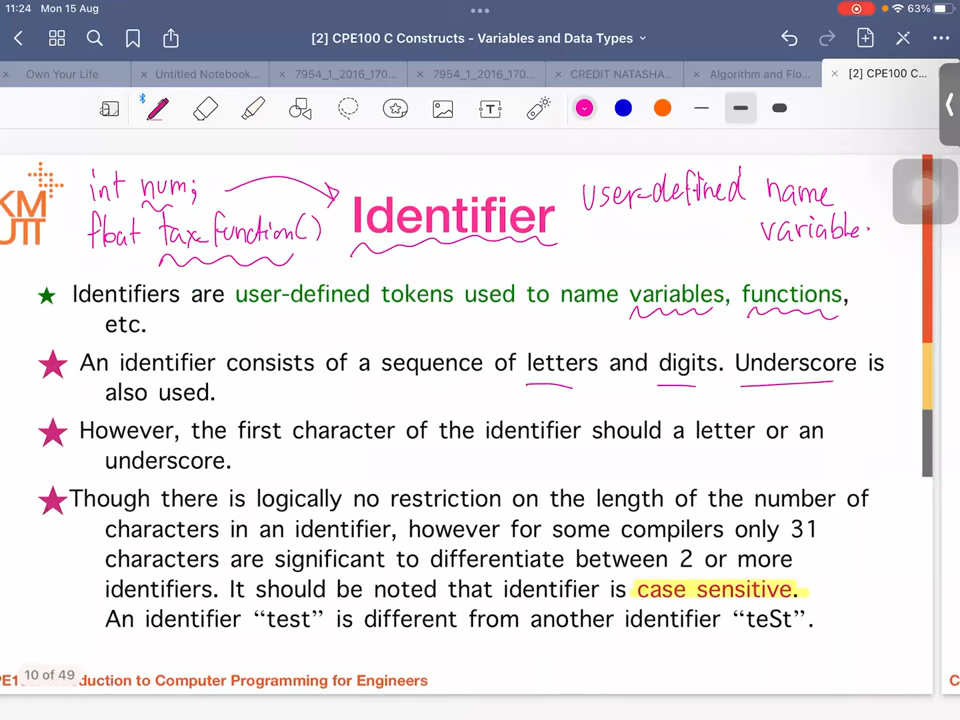 11:24 Mon 15 Aug
63%
[2] CPE100 C Constructs - Variables and Data Types
Own Your Life
Untitled Notebook...
7954_1_2016_170...
7954_1_2016_170...
CREDIT NATASHA...
Algorithm and Flo...
[2] CPE100 C...
KM
UTT
int num;
float tax function()
Identifier
user-defined name
variable.
★ Identifiers are user-defined tokens used to name variables, functions,
etc.
★ An identifier consists of a sequence of letters and digits. Underscore is
also used.
★ However, the first character of the identifier should a letter or an
underscore.
★ Though there is logically no restriction on the length of the number of
characters in an identifier, however for some compilers only 31
characters are significant to differentiate between 2 or more
identifiers. It should be noted that identifier is case sensitive.
An identifier “test” is different from another identifier “teSt”.
10 of 49
PE1 duction to Computer Programming for Engineers
C